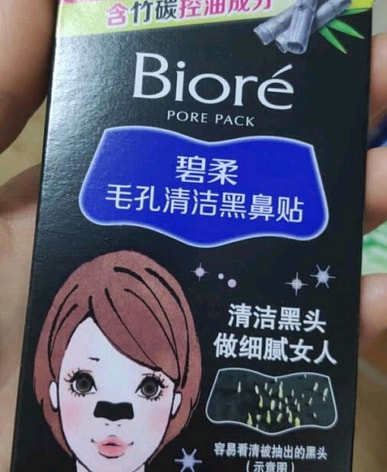 含竹碳控油成分
Bioré
PORE PACK
碧柔
毛孔清洁黑鼻贴
清洁黑头
做细腻女人
容易看清被抽出的黑头
(示意图)